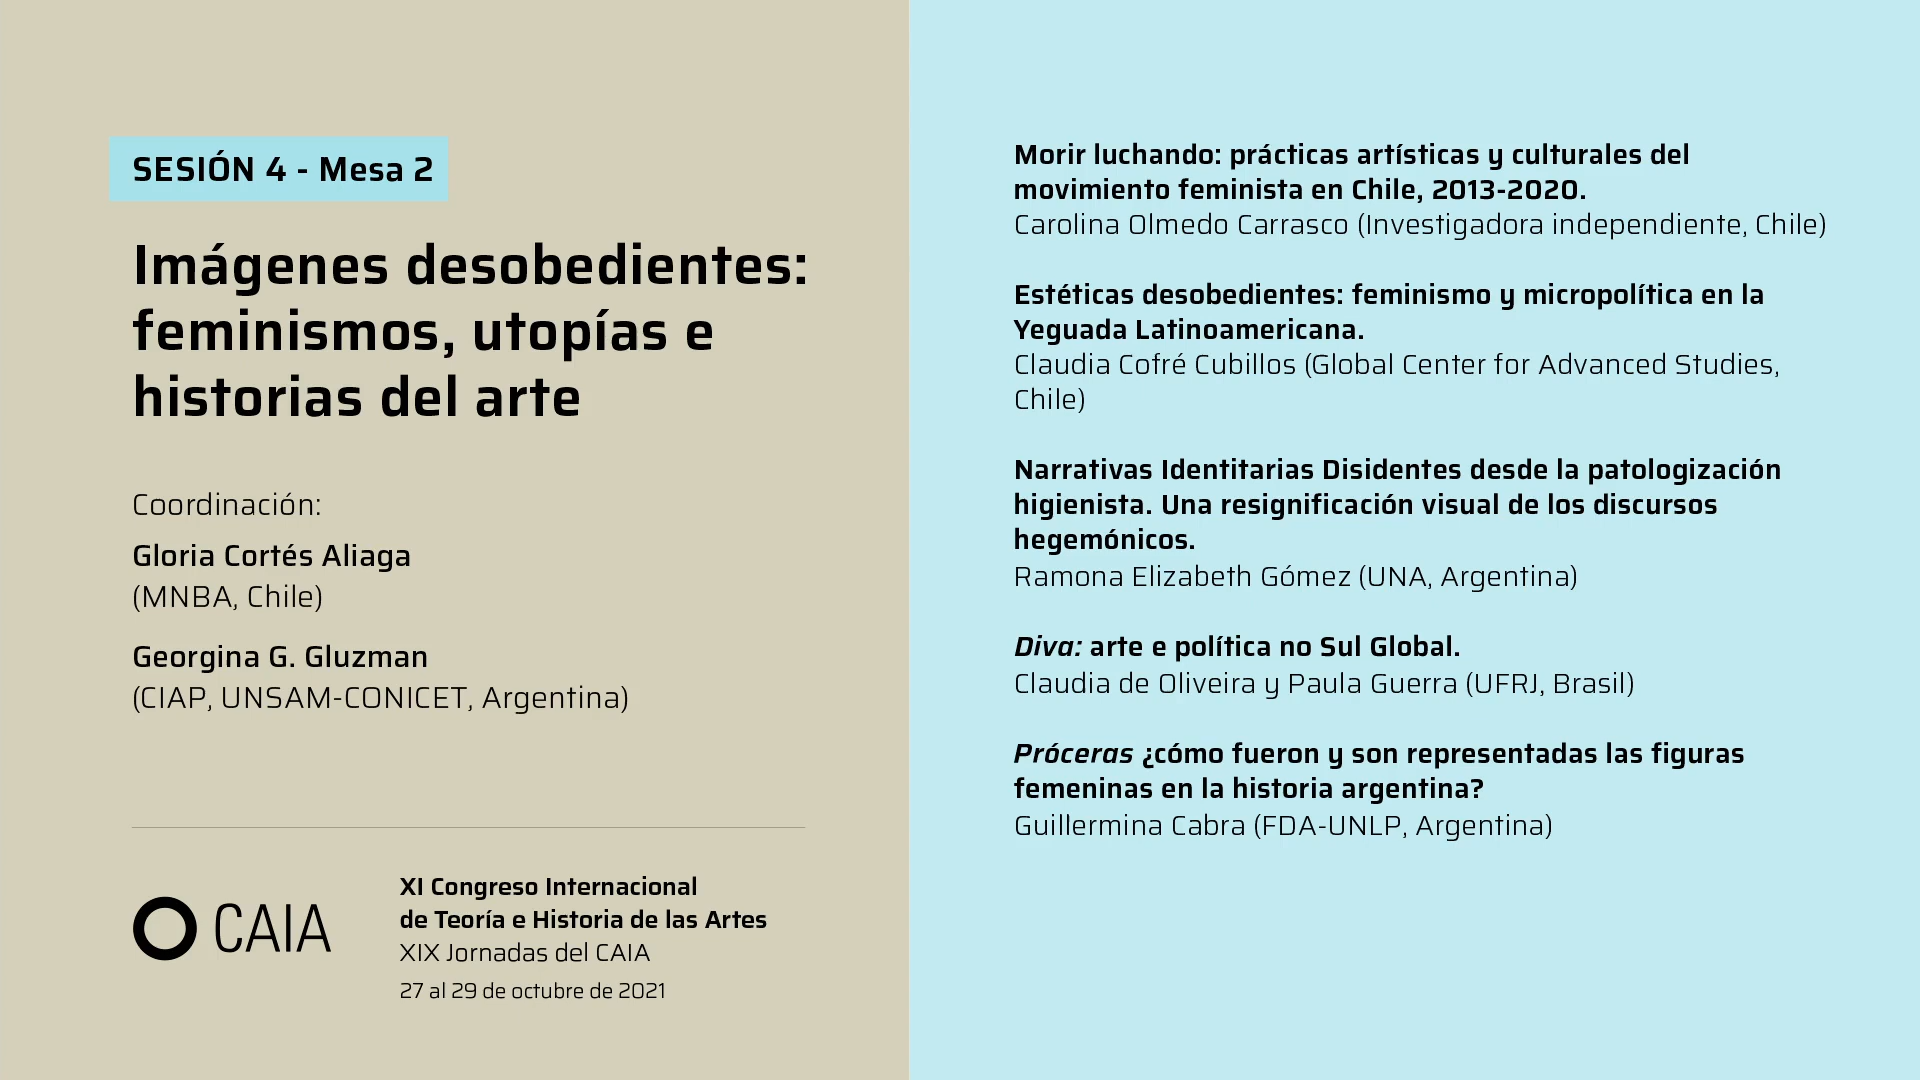 SESIÓN 4 - Mesa 2
Imágenes desobedientes:
feminismos, utopías e
historias del arte
Coordinación:
Gloria Cortés Aliaga
(MNBA, Chile)
Georgina G. Gluzman
(CIAP, UNSAM-CONICET, Argentina)
CAIA
XI Congreso Internacional
de Teoría e Historia de las Artes
XIX Jornadas del CAIA
27 al 29 de octubre de 2021
Morir luchando: prácticas artísticas y culturales del
movimiento feminista en Chile, 2013-2020.
Carolina Olmedo Carrasco (Investigadora independiente, Chile)
Estéticas desobedientes: feminismo y micropolítica en la
Yeguada Latinoamericana.
Claudia Cofré Cubillos (Global Center for Advanced Studies,
Chile)
Narrativas Identitarias Disidentes desde la patologización
higienista. Una resignificación visual de los discursos
hegemónicos.
Ramona Elizabeth Gómez (UNA, Argentina)
Diva: arte e política no Sul Global.
Claudia de Oliveira y Paula Guerra (UFRJ, Brasil)
Próceras ¿cómo fueron y son representadas las figuras
femeninas en la historia argentina?
Guillermina Cabra (FDA-UNLP, Argentina)